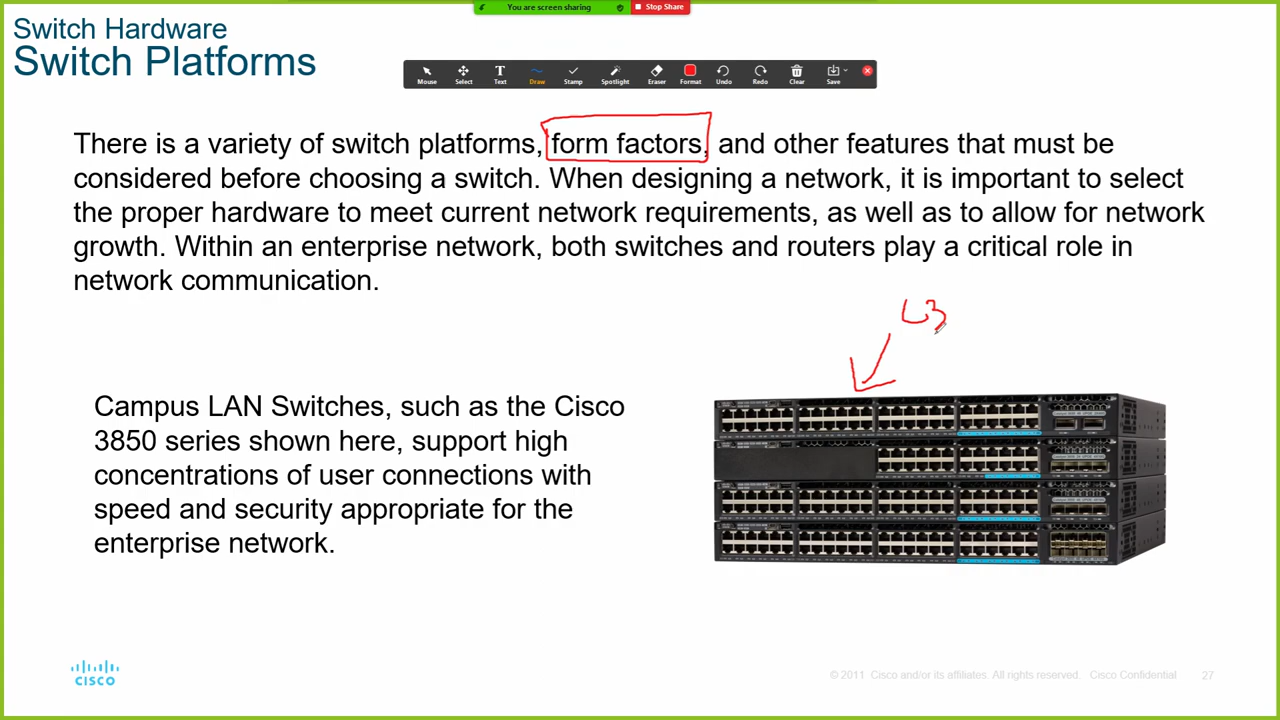 You are screen sharing
Stop Share
Switch Hardware
Switch Platforms
Mouse Select Text Draw Stamp Spotlight Eraser Format Undo Redo Clear Save
There is a variety of switch platforms, form factors, and other features that must be
considered before choosing a switch. When designing a network, it is important to select
the proper hardware to meet current network requirements, as well as to allow for network
growth. Within an enterprise network, both switches and routers play a critical role in
network communication.
L3
Campus LAN Switches, such as the Cisco
3850 series shown here, support high
concentrations of user connections with
speed and security appropriate for the
enterprise network.
CISCO
© 2011 Cisco and/or its affiliates. All rights reserved. Cisco Confidential 27